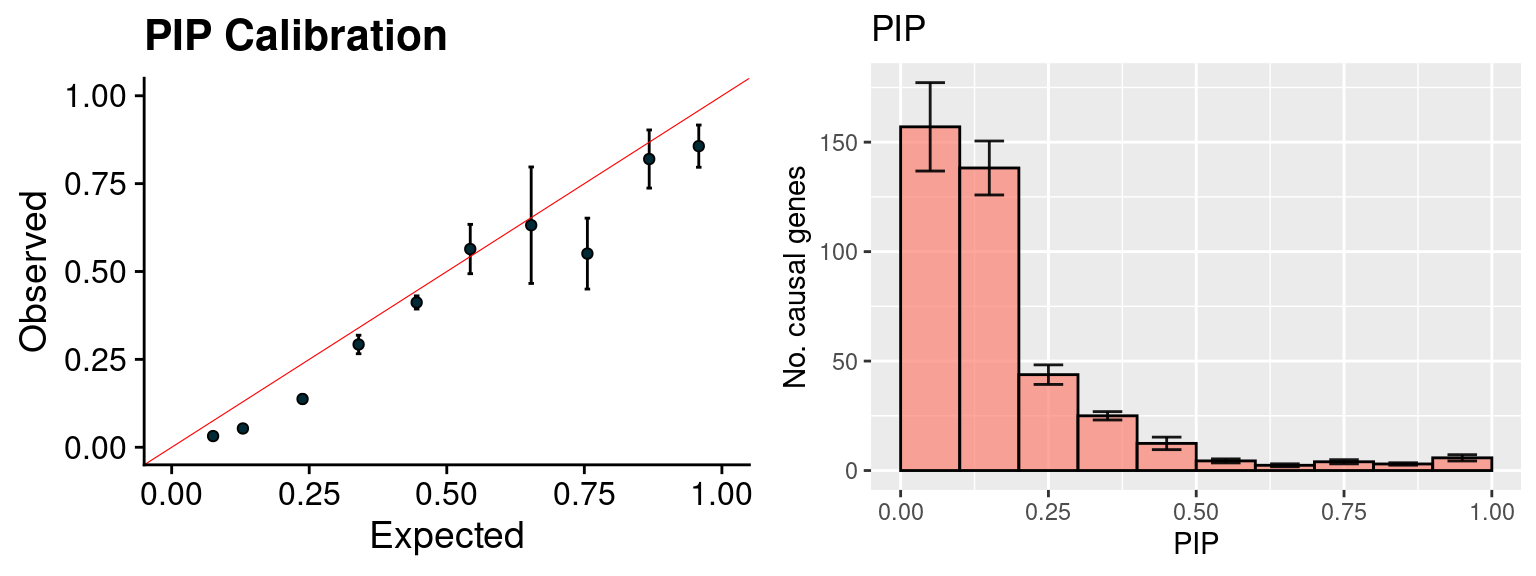 PIP Calibration
1.00
0.75
0.50
0.25
0.00
Observed
0.00 0.25 0.50 0.75 1.00
Expected
PIP
150
100
50
0
No. causal genes
0.00 0.25 0.50 0.75 1.00
PIP